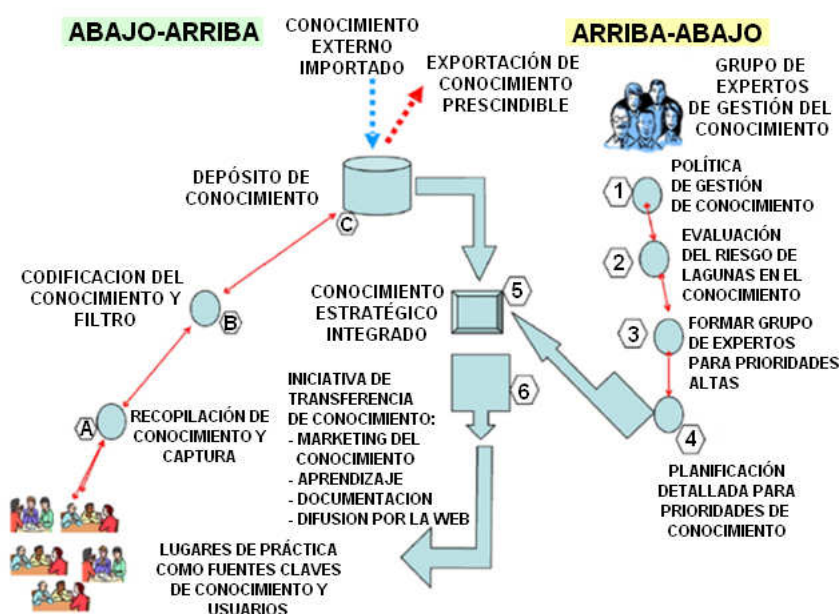 ABAJO-ARRIBA
CONOCIMIENTO
EXTERNO
IMPORTADO
EXPORTACIÓN DE
CONOCIMIENTO
PRESCINDIBLE
ARRIBA-ABAJO
GRUPO DE
EXPERTOS
DE GESTIÓN DEL
CONOCIMIENTO
DEPÓSITO DE
CONOCIMIENTO
C
1
POLÍTICA
DE GESTIÓN
DE CONOCIMIENTO
2
EVALUACIÓN
DEL RIESGO DE
LAGUNAS EN EL
CONOCIMIENTO
CODIFICACION DEL
CONOCIMIENTO Y
FILTRO
B
CONOCIMIENTO
ESTRATÉGICO
INTEGRADO
5
3
FORMAR GRUPO
DE EXPERTOS
PARA PRIORIDADES
ALTAS
A
RECOPILACIÓN DE
CONOCIMIENTO Y
CAPTURA
INICIATIVA DE
TRANSFERENCIA
DE CONOCIMIENTO:
- MARKETING DEL
CONOCIMIENTO
- APRENDIZAJE
- DOCUMENTACION
- DIFUSION POR LA WEB
6
4
PLANIFICACIÓN
DETALLADA PARA
PRIORIDADES DE
CONOCIMIENTO
LUGARES DE PRÁCTICA
COMO FUENTES CLAVES
DE CONOCIMIENTO Y
USUARIOS